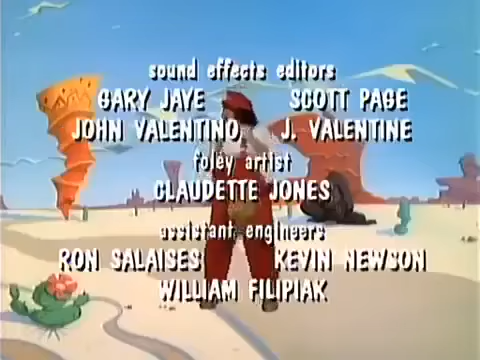 sound effects editors
GARY JAYE SCOTT PAGE
JOHN VALENTINO J. VALENTINE
foley artist
CLAUDETTE JONES
assistant engineers
RON SALAISES KEVIN NEWSON
WILLIAM FILIPIAK